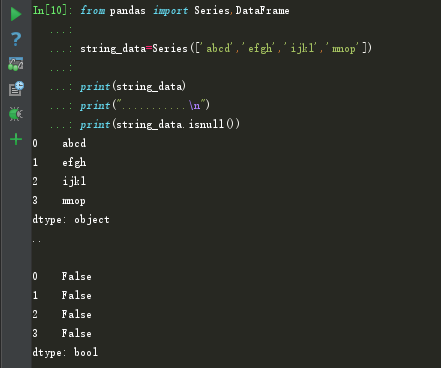 In[10]: from pandas import Series,DataFrame
...:
...: string_data=Series(['abcd','efgh','ijkl','mnop'])
...:
...: print(string_data)
...: print("...........\n")
...: print(string_data.isnull())
0 abcd
1 efgh
2 ijkl
3 mnop
dtype: object
..
0 False
1 False
2 False
3 False
dtype: bool